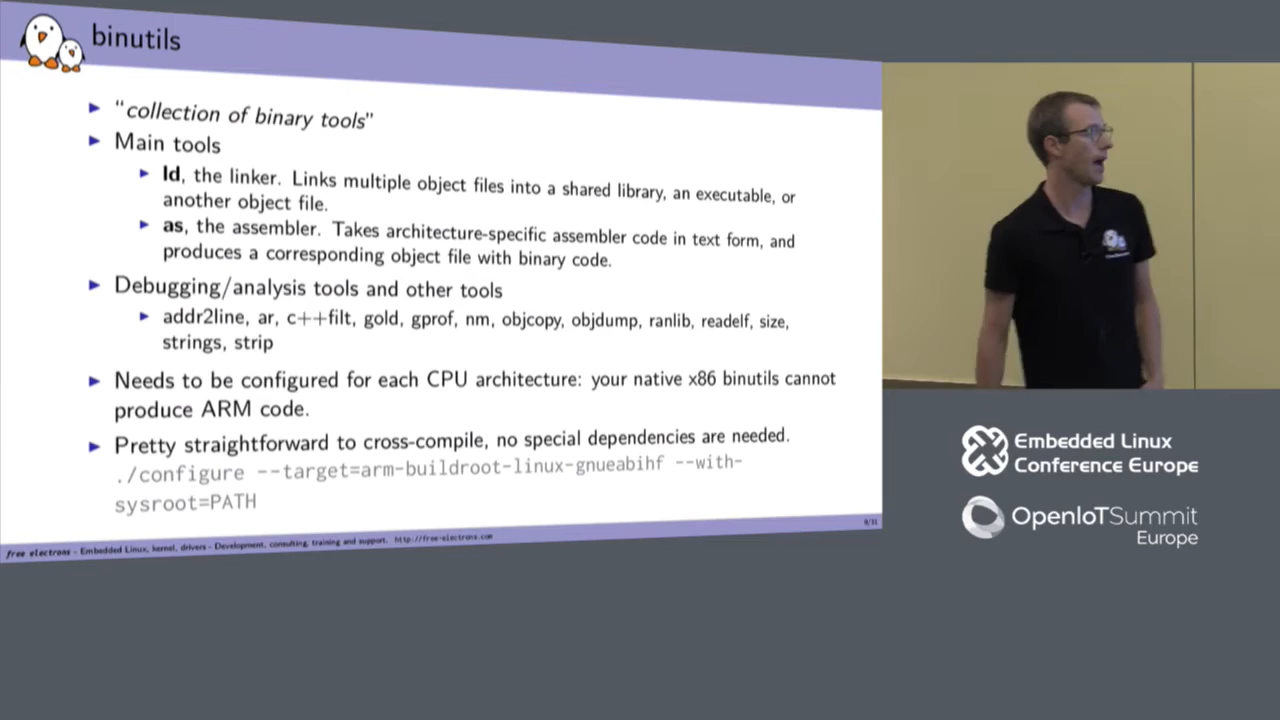 binutils
▶ “collection of binary tools”
▶ Main tools
▶ ld, the linker. Links multiple object files into a shared library, an executable, or
another object file.
▶ as, the assembler. Takes architecture-specific assembler code in text form, and
produces a corresponding object file with binary code.
▶ Debugging/analysis tools and other tools
▶ addr2line, ar, c++filt, gold, gprof, nm, objcopy, objdump, ranlib, readelf, size,
strings, strip
▶ Needs to be configured for each CPU architecture: your native x86 binutils cannot
produce ARM code.
▶ Pretty straightforward to cross-compile, no special dependencies are needed.
./configure --target=arm-buildroot-linux-gnueabihf --with-
sysroot=PATH
free electrons - Embedded Linux, kernel, drivers - Development, consulting, training and support. http://free-electrons.com
Embedded Linux
Conference Europe
OpenIoTSummit
Europe